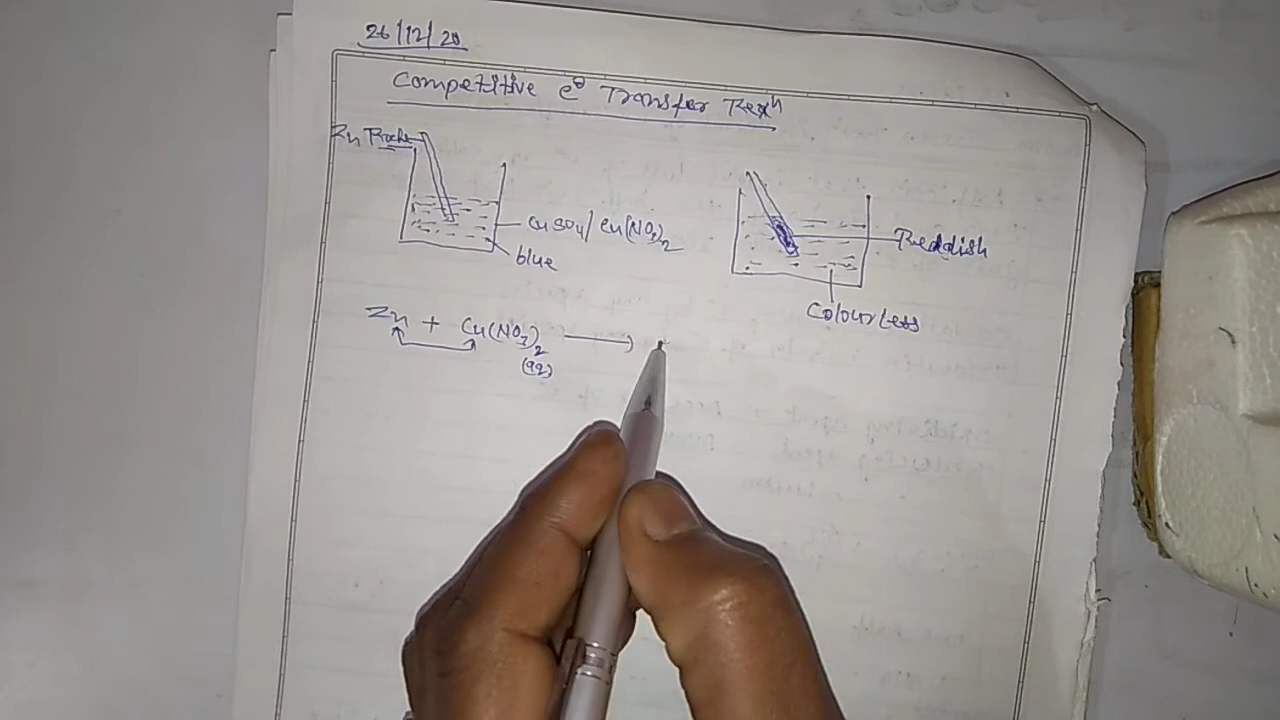 26/12/20
Competitive e⊖ Transfer Rexn
Zn
CuSO4/Cu(NO3)2
blue
Reddish
Colourless
Zn + Cu(NO3)2 ⟶
(aq)